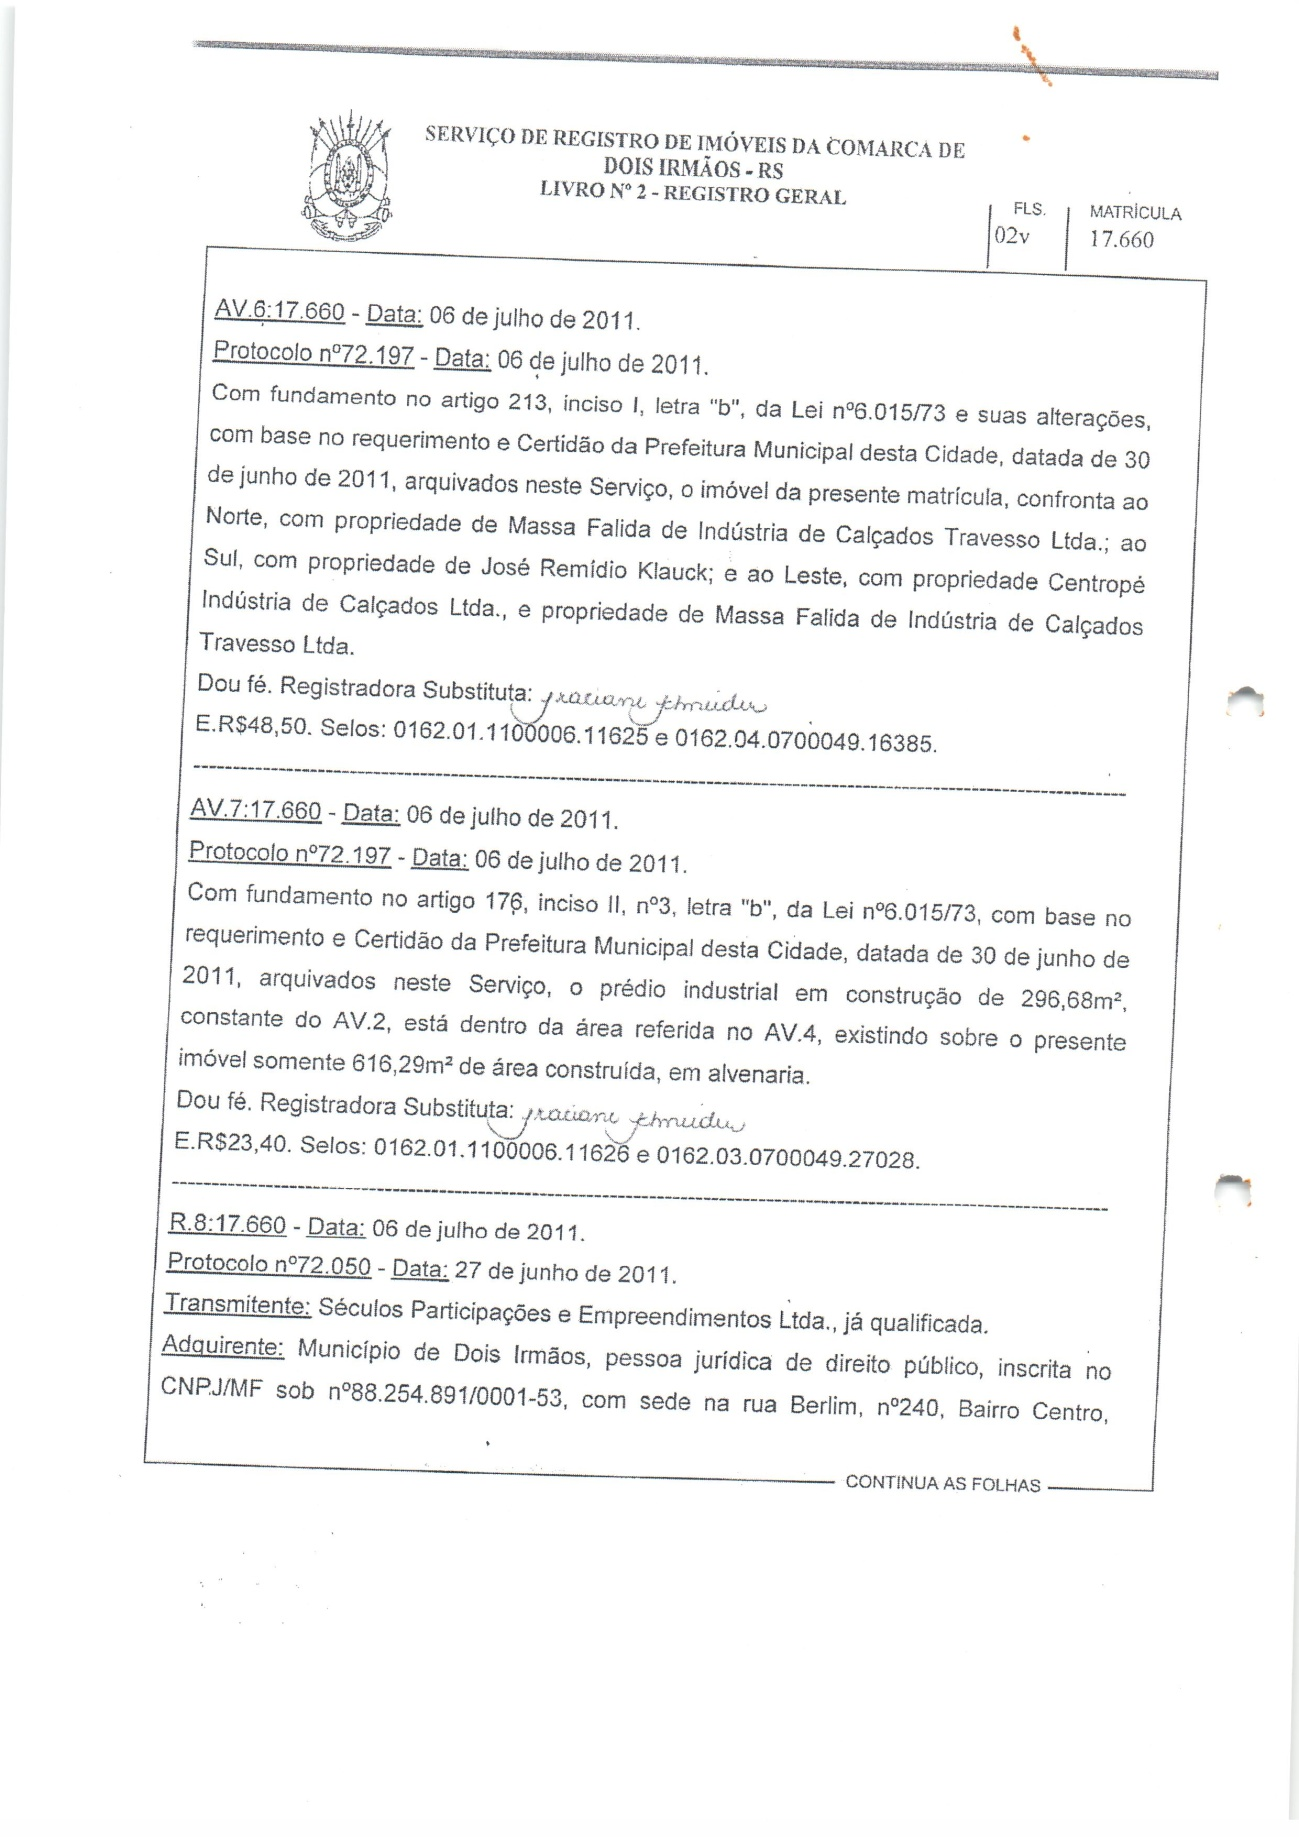 SERVIÇO DE REGISTRO DE IMÓVEIS DA COMARCA DE
DOIS IRMÃOS - RS
LIVRO Nº 2 - REGISTRO GERAL
FLS.
02v
MATRÍCULA
17.660
AV.6:17.660 - Data: 06 de julho de 2011.
Protocolo nº72.197 - Data: 06 de julho de 2011.
Com fundamento no artigo 213, inciso I, letra "b", da Lei nº6.015/73 e suas alterações,
com base no requerimento e Certidão da Prefeitura Municipal desta Cidade, datada de 30
de junho de 2011, arquivados neste Serviço, o imóvel da presente matrícula, confronta ao
Norte, com propriedade de Massa Falida de Indústria de Calçados Travesso Ltda.; ao
Sul, com propriedade de José Remídio Klauck; e ao Leste, com propriedade Centropé
Indústria de Calçados Ltda., e propriedade de Massa Falida de Indústria de Calçados
Travesso Ltda.
Dou fé. Registradora Substituta: Graciane Schneider
E.R$48,50. Selos: 0162.01.1100006.11625 e 0162.04.0700049.16385.
AV.7:17.660 - Data: 06 de julho de 2011.
Protocolo nº72.197 - Data: 06 de julho de 2011.
Com fundamento no artigo 176, inciso II, nº3, letra "b", da Lei nº6.015/73, com base no
requerimento e Certidão da Prefeitura Municipal desta Cidade, datada de 30 de junho de
2011, arquivados neste Serviço, o prédio industrial em construção de 296,68m²,
constante do AV.2, está dentro da área referida no AV.4, existindo sobre o presente
imóvel somente 616,29m² de área construída, em alvenaria.
Dou fé. Registradora Substituta: Graciane Schneider
E.R$23,40. Selos: 0162.01.1100006.11626 e 0162.03.0700049.27028.
R.8:17.660 - Data: 06 de julho de 2011.
Protocolo nº72.050 - Data: 27 de junho de 2011.
Transmitente: Séculos Participações e Empreendimentos Ltda., já qualificada.
Adquirente: Município de Dois Irmãos, pessoa jurídica de direito público, inscrita no
CNPJ/MF sob nº88.254.891/0001-53, com sede na rua Berlim, nº240, Bairro Centro,
CONTINUA AS FOLHAS